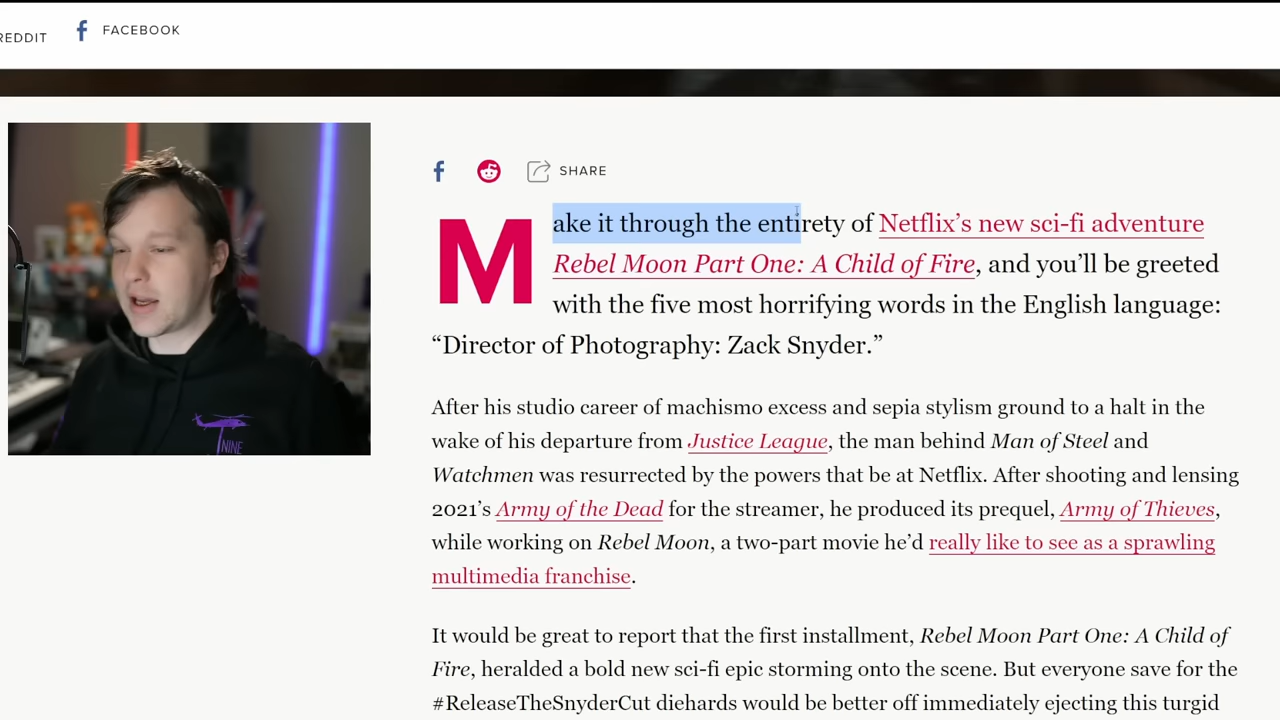 REDDIT
FACEBOOK
SHARE
Make it through the entirety of Netflix’s new sci-fi adventure
Rebel Moon Part One: A Child of Fire, and you’ll be greeted
with the five most horrifying words in the English language:
“Director of Photography: Zack Snyder.”
After his studio career of machismo excess and sepia stylism ground to a halt in the
wake of his departure from Justice League, the man behind Man of Steel and
Watchmen was resurrected by the powers that be at Netflix. After shooting and lensing
2021’s Army of the Dead for the streamer, he produced its prequel, Army of Thieves,
while working on Rebel Moon, a two-part movie he’d really like to see as a sprawling
multimedia franchise.
It would be great to report that the first installment, Rebel Moon Part One: A Child of
Fire, heralded a bold new sci-fi epic storming onto the scene. But everyone save for the
#ReleaseTheSnyderCut diehards would be better off immediately ejecting this turgid
T NINE